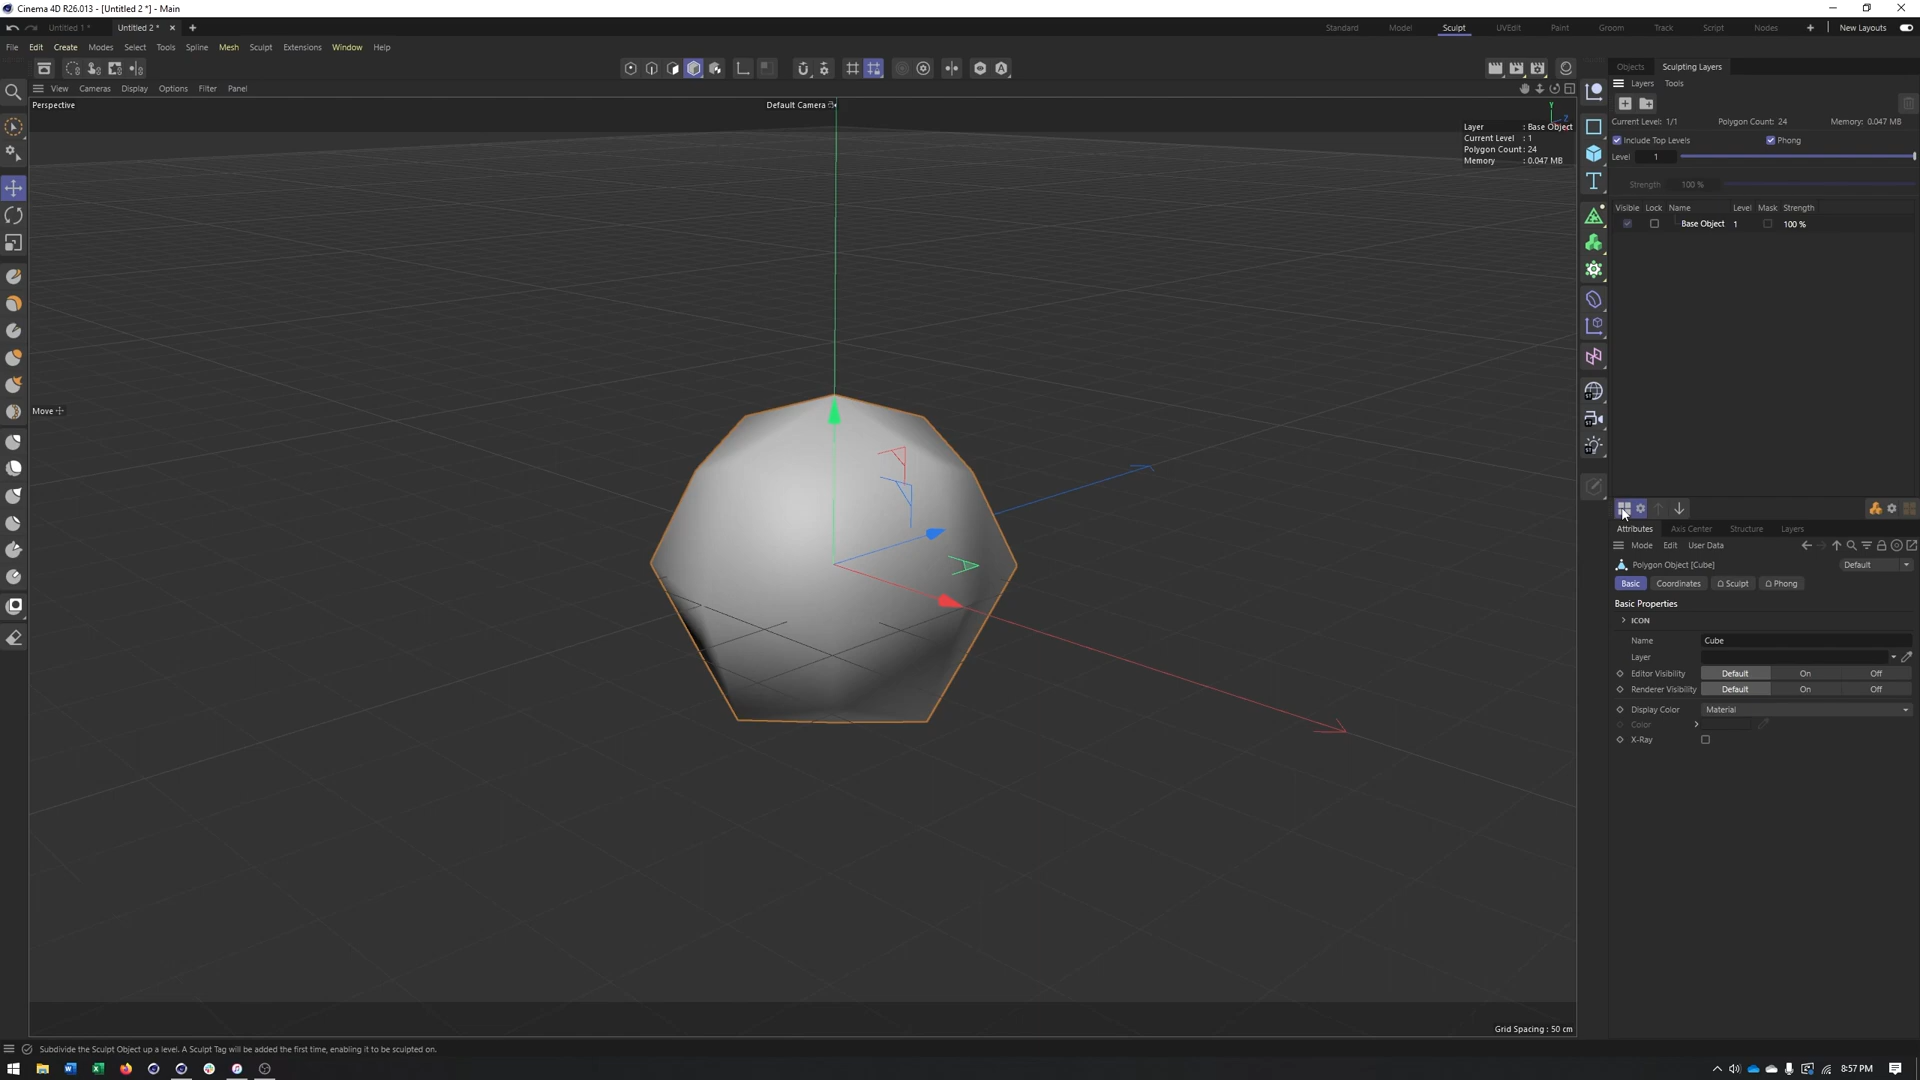 Cinema 4D R26.013 - [Untitled 2 *] - Main
Untitled 1 *
Untitled 2 *
Standard
Model
Sculpt
UVEdit
Paint
Groom
Track
Script
Nodes
New Layouts
File
Edit
Create
Modes
Select
Tools
Spline
Mesh
Sculpt
Extensions
Window
Help
Objects
Sculpting Layers
View
Cameras
Display
Options
Filter
Panel
Layers
Tools
Perspective
Default Camera
Y
Z
Layer : Base Object
Current Level : 1
Polygon Count : 24
Memory : 0.047 MB
Current Level: 1/1
Polygon Count: 24
Memory: 0.047 MB
Include Top Levels
Phong
Level 1
Strength 100 %
Visible Lock Name Level Mask Strength
Base Object 1 100 %
Move
Attributes
Axis Center
Structure
Layers
Mode
Edit
User Data
Polygon Object [Cube]
Default
Basic
Coordinates
Sculpt
Phong
Basic Properties
ICON
Name Cube
Layer
Editor Visibility Default On Off
Renderer Visibility Default On Off
Display Color Material
Color
X-Ray
Grid Spacing : 50 cm
Subdivide the Sculpt Object up a level. A Sculpt Tag will be added the first time, enabling it to be sculpted on.
8:57 PM